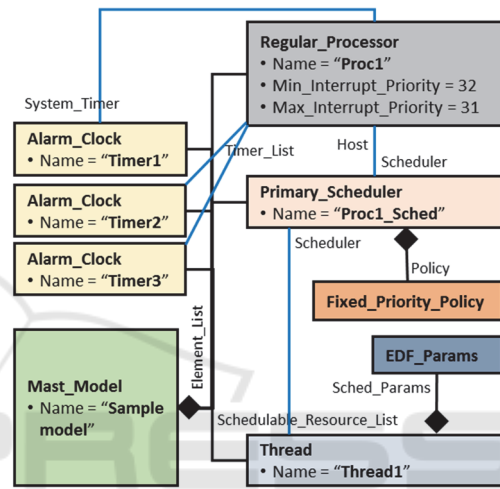 Regular_Processor
• Name = “Proc1”
• Min_Interrupt_Priority = 32
• Max_Interrupt_Priority = 31
System_Timer
Alarm_Clock
• Name = “Timer1”
Timer_List
Host
Scheduler
Alarm_Clock
• Name = “Timer2”
Primary_Scheduler
• Name = “Proc1_Sched”
Alarm_Clock
• Name = “Timer3”
Scheduler
Policy
Fixed_Priority_Policy
Element_List
EDF_Params
Mast_Model
• Name = “Sample
model”
Sched_Params
Schedulable_Resource_List
Thread
• Name = “Thread1”